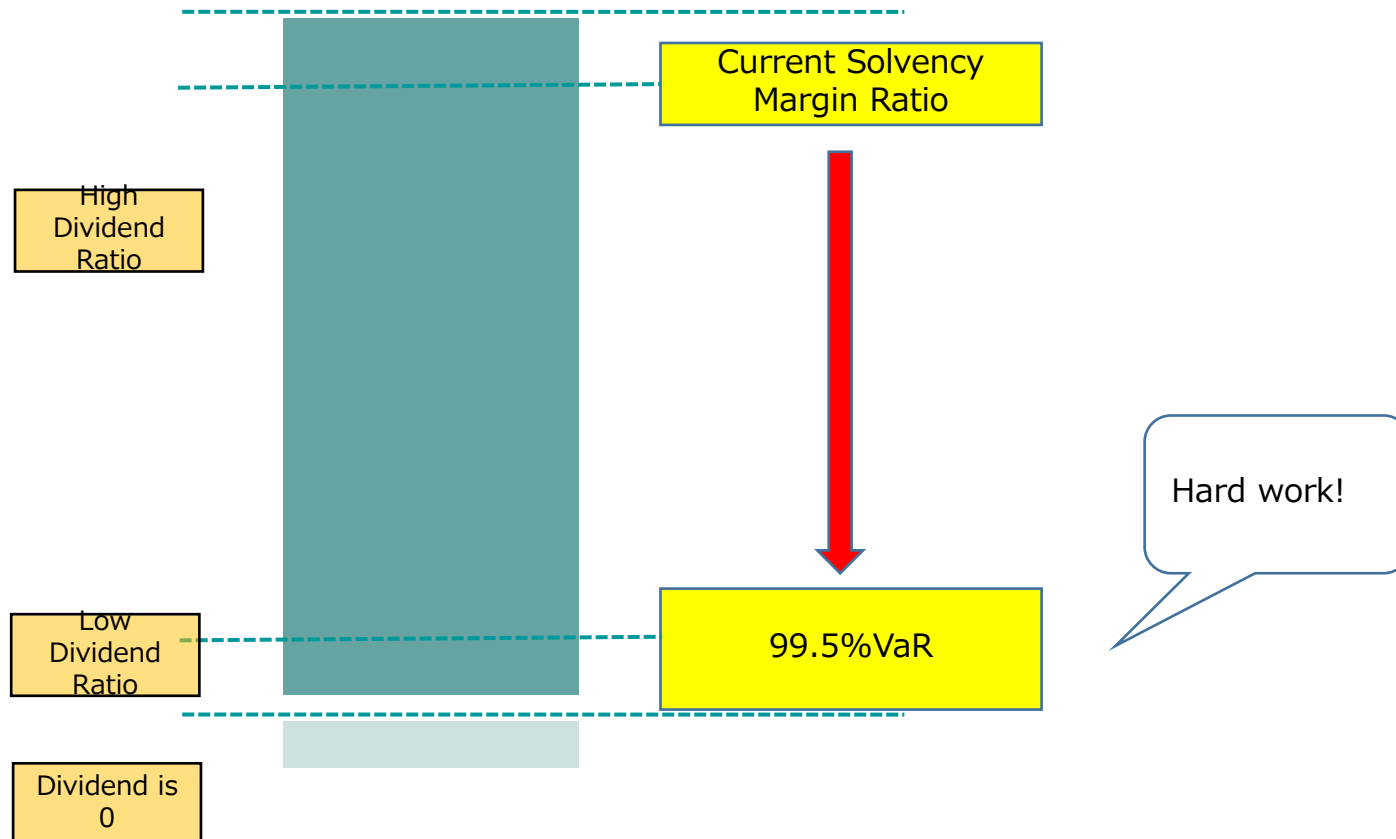 Current Solvency
Margin Ratio
High
Dividend
Ratio
Hard work!
Low
Dividend
Ratio
99.5%VaR
Dividend is
0